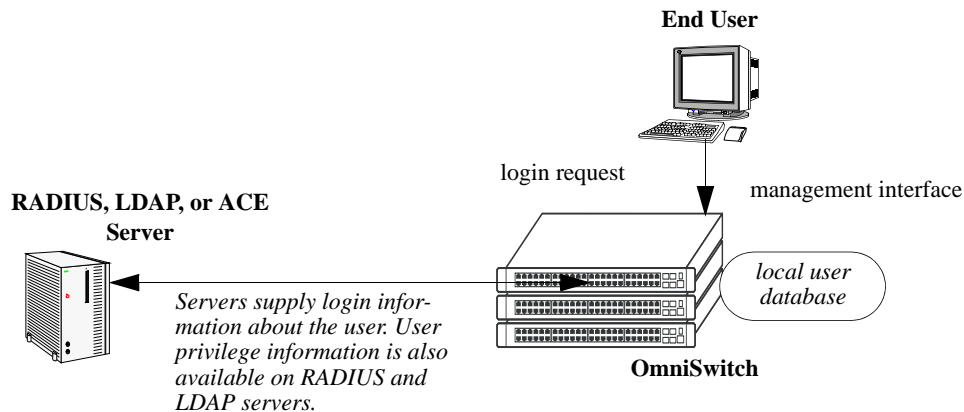 End User
login request
management interface
RADIUS, LDAP, or ACE
Server
local user
database
Servers supply login infor-
mation about the user. User
privilege information is also
available on RADIUS and
LDAP servers.
OmniSwitch